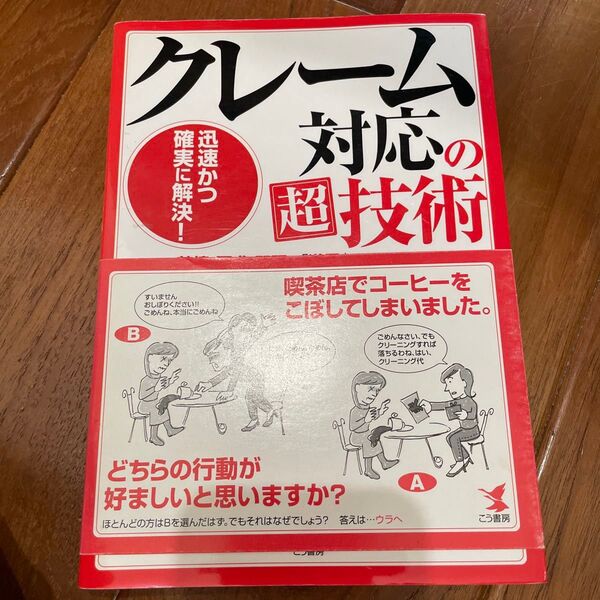 クレーム
対応の
超技術
迅速かつ
確実に解決!
喫茶店でコーヒーを
こぼしてしまいました。
すいません
おしぼりください!!
ごめんね、本当にごめんね
B
ごめんなさい、でも
クリーニングすれば
落ちるわね、はい、
クリーニング代
A
どちらの行動が
好ましいと思いますか?
ほとんどの方はBを選んだはず。でもそれはなぜでしょう? 答えは…ウラへ
こう書房
こう書房